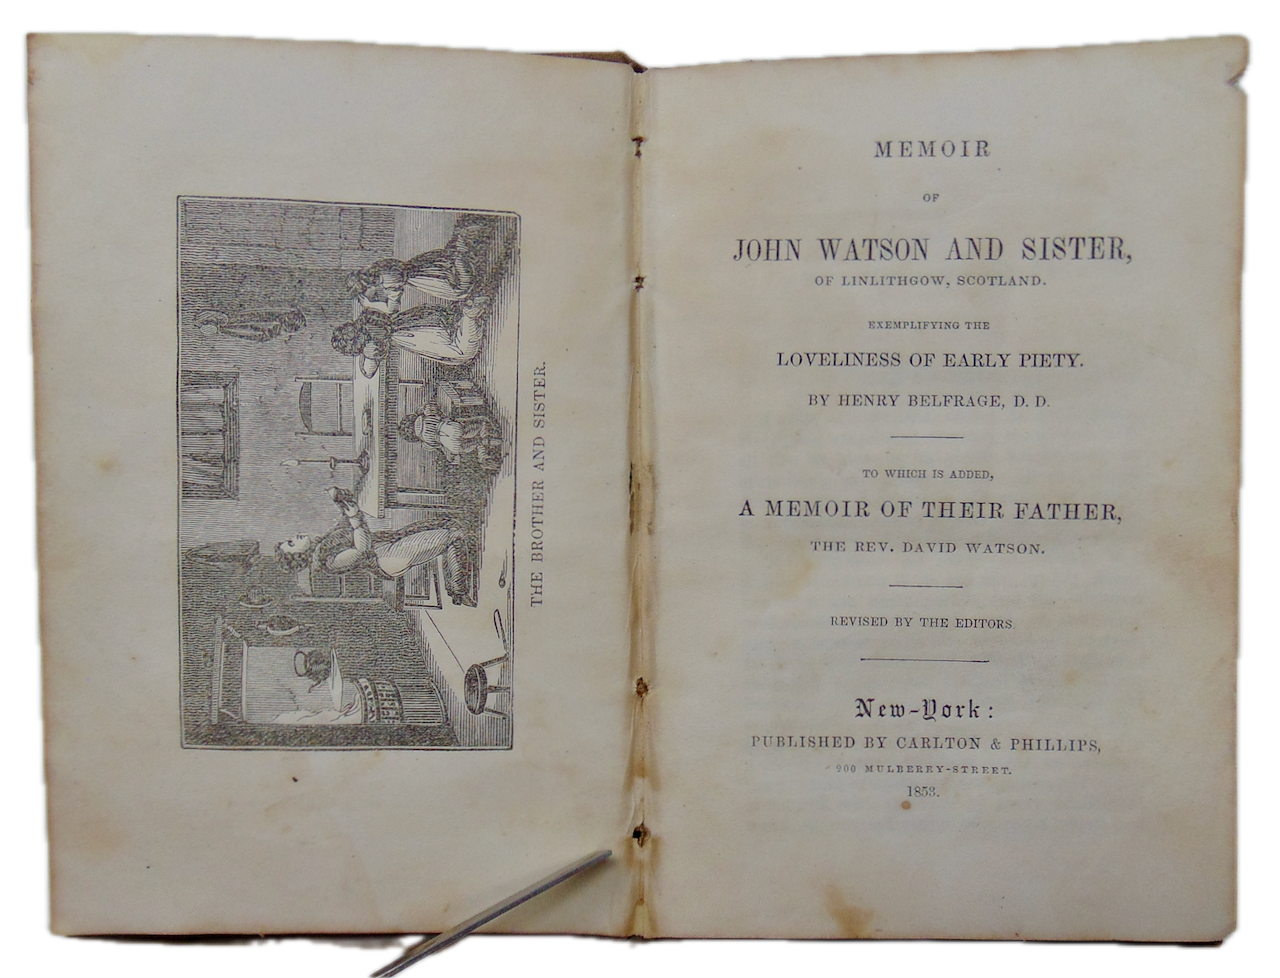 THE BROTHER AND SISTER.
MEMOIR
OF
JOHN WATSON AND SISTER,
OF LINLITHGOW, SCOTLAND.
EXEMPLIFYING THE
LOVELINESS OF EARLY PIETY.
BY HENRY BELFRAGE, D. D.
TO WHICH IS ADDED,
A MEMOIR OF THEIR FATHER,
THE REV. DAVID WATSON.
REVISED BY THE EDITORS.
New-York:
PUBLISHED BY CARLTON & PHILLIPS,
200 MULBERRY-STREET.
1853.